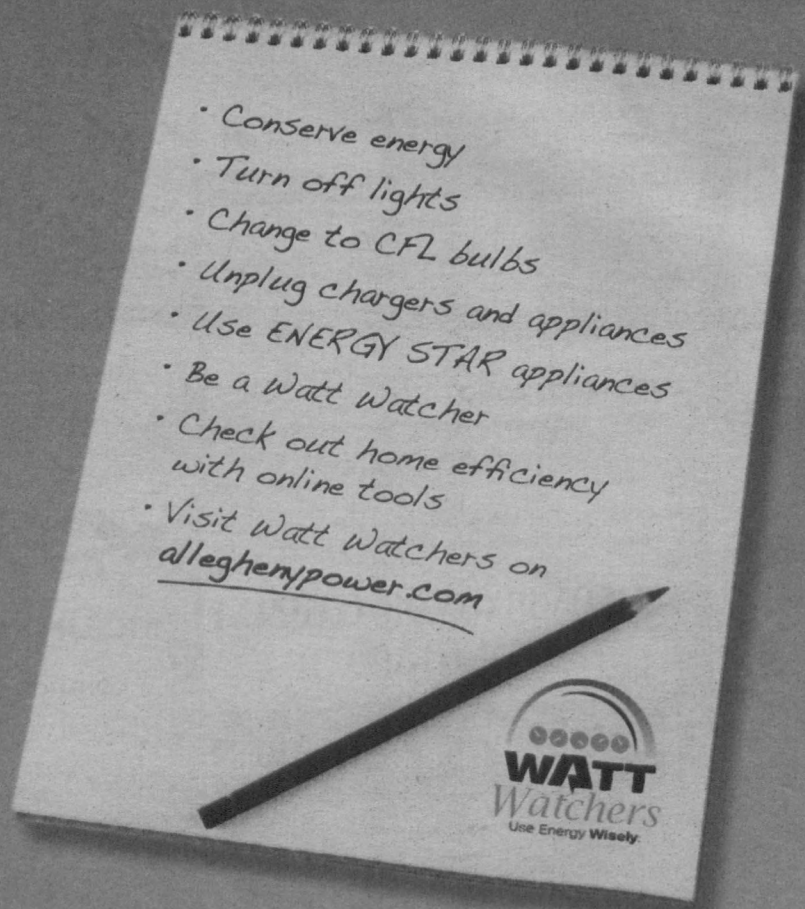 • Conserve energy
• Turn off lights
• Change to CFL bulbs
• Unplug chargers and appliances
• Use ENERGY STAR appliances
• Be a Watt Watcher
• Check out home efficiency
with online tools
• Visit Watt Watchers on
alleghenypower.com
WATT
Watchers
Use Energy Wisely.